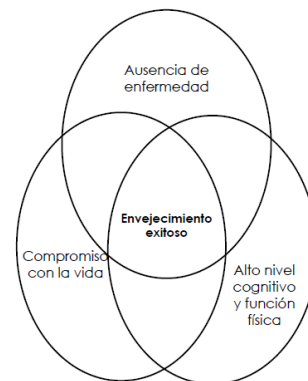 Ausencia de
enfermedad
Envejecimiento
exitoso
Compromiso
con la vida
Alto nivel
cognitivo
y función
física